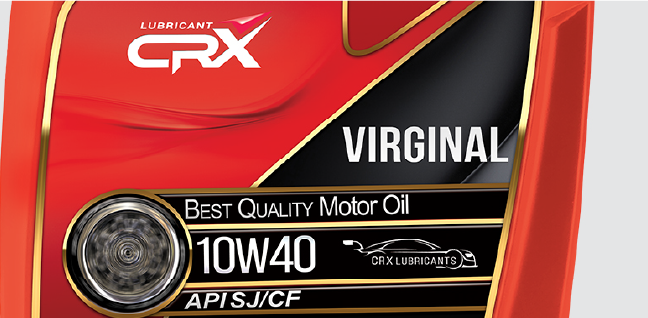 LUBRICANT
CRX
VIRGINAL
BEST QUALITY Motor Oil
10W40
CRX LUBRICANTS
API SJ/CF